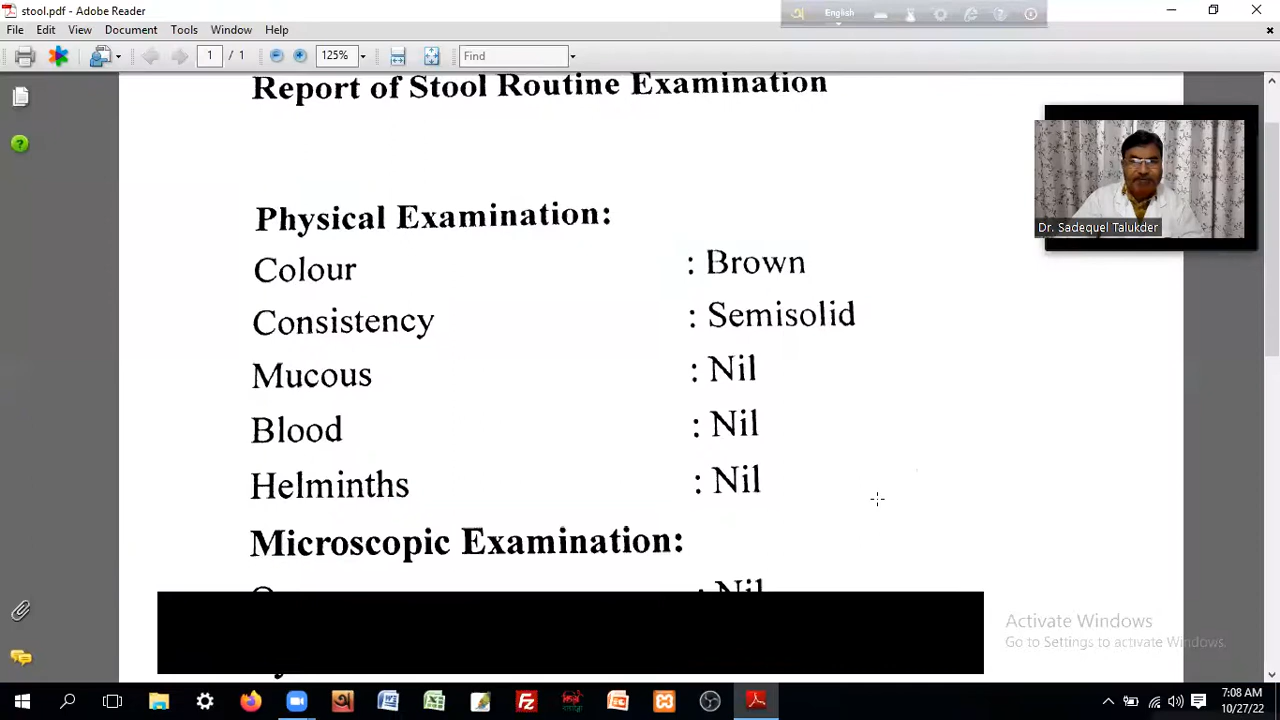 stool.pdf - Adobe Reader
English
File Edit View Document Tools Window Help
1 / 1 125% Find
Report of Stool Routine Examination
Dr. Sadequel Talukder
Physical Examination:
Colour : Brown
Consistency : Semisolid
Mucous : Nil
Blood : Nil
Helminths : Nil
Microscopic Examination:
: Nil
Activate Windows
Go to Settings to activate Windows.
7:08 AM
10/27/22